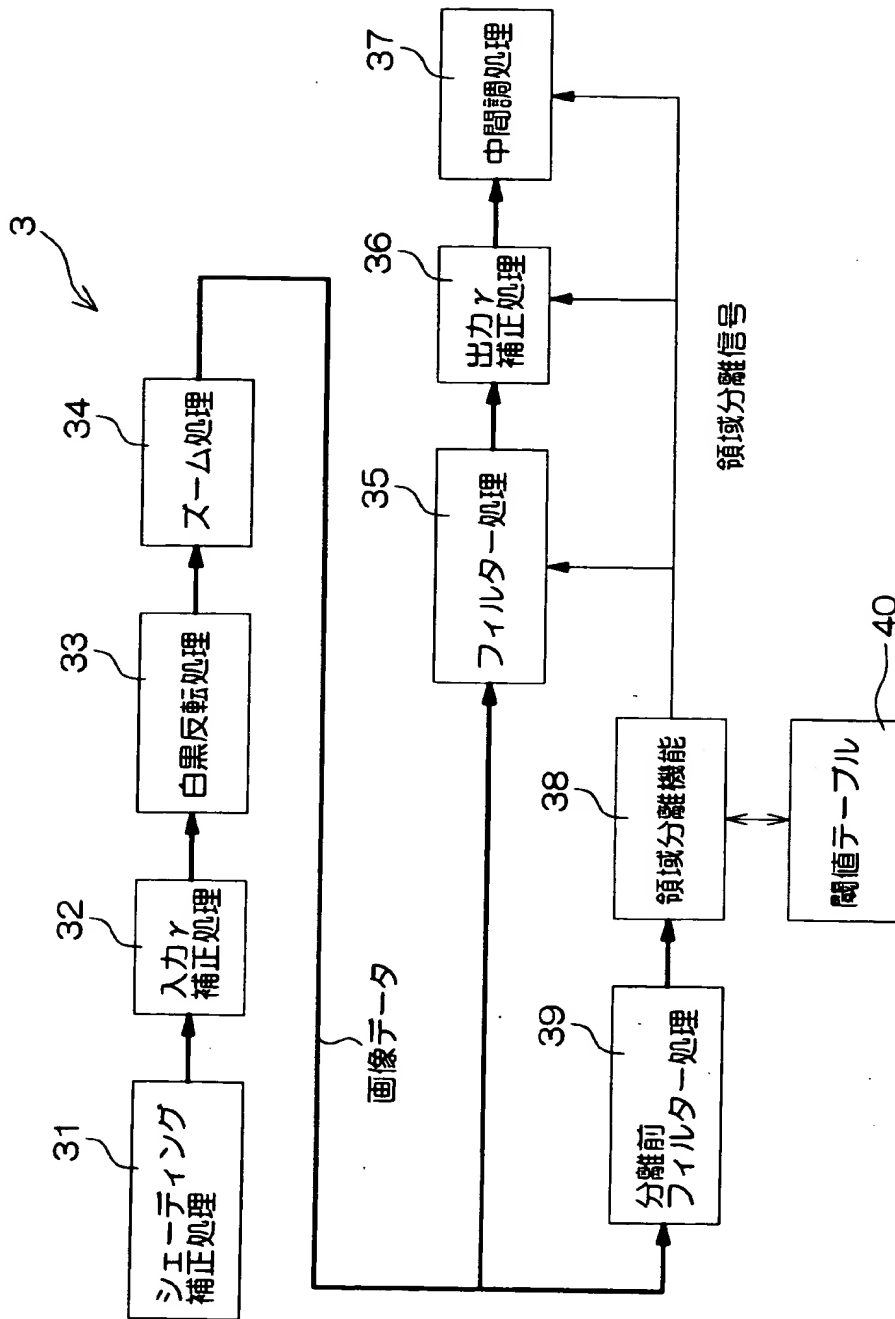 3
31
シェーディング
補正処理
32
入力γ
補正処理
33
白黒反転処理
34
ズーム処理
画像データ
35
フィルター処理
36
出力γ
補正処理
37
中間調処理
領域分離信号
39
分離前
フィルター処理
38
領域分離機能
閾値テーブル
40